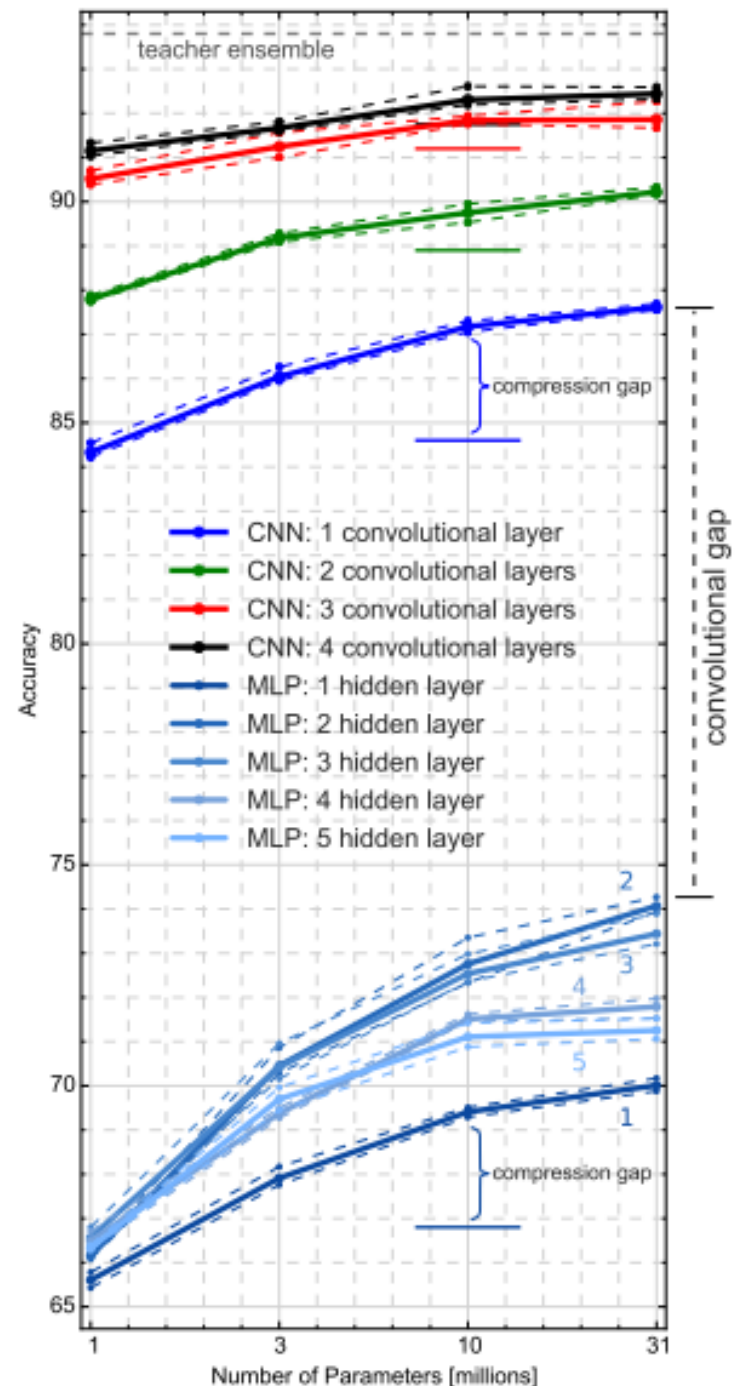 teacher ensemble
90
compression gap
85
CNN: 1 convolutional layer
CNN: 2 convolutional layers
CNN: 3 convolutional layers
CNN: 4 convolutional layers
MLP: 1 hidden layer
MLP: 2 hidden layer
MLP: 3 hidden layer
MLP: 4 hidden layer
MLP: 5 hidden layer
80
Accuracy
convolutional gap
75
2
3
4
5
70
1
compression gap
65
1 3 10 31
Number of Parameters [millions]